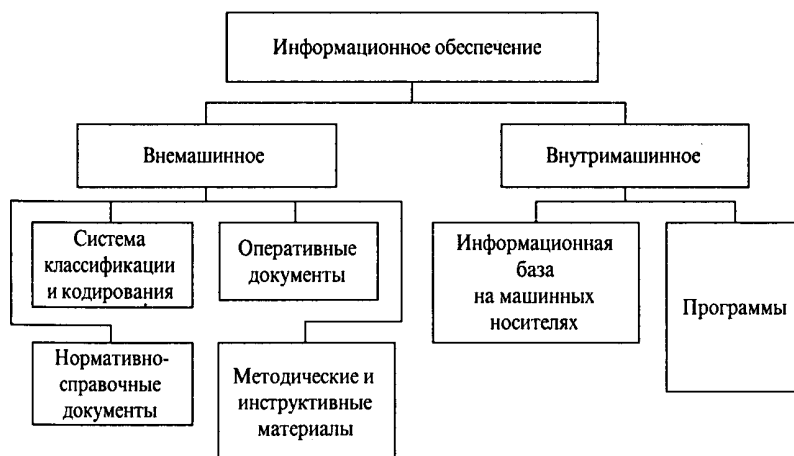 Информационное обеспечение
Внемашинное
Внутримашинное
Система
классификации
и кодирования
Оперативные
документы
Информационная
база
на машинных
носителях
Программы
Нормативно-
справочные
документы
Методические и
инструктивные
материалы